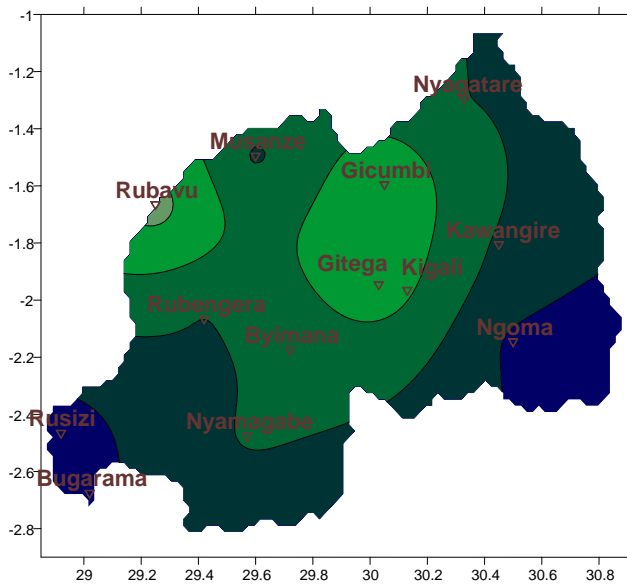 -1
-1.2
-1.4
-1.6
-1.8
-2
-2.2
-2.4
-2.6
-2.8
Nyagatare
Musanze
Gicumbi
Rubavu
Kawangire
Gitega Kigali
Rubengera
Byimana
Ngoma
Rusizi
Nyamagabe
Bugarama
29 29.2 29.4 29.6 29.8 30 30.2 30.4 30.6 30.8